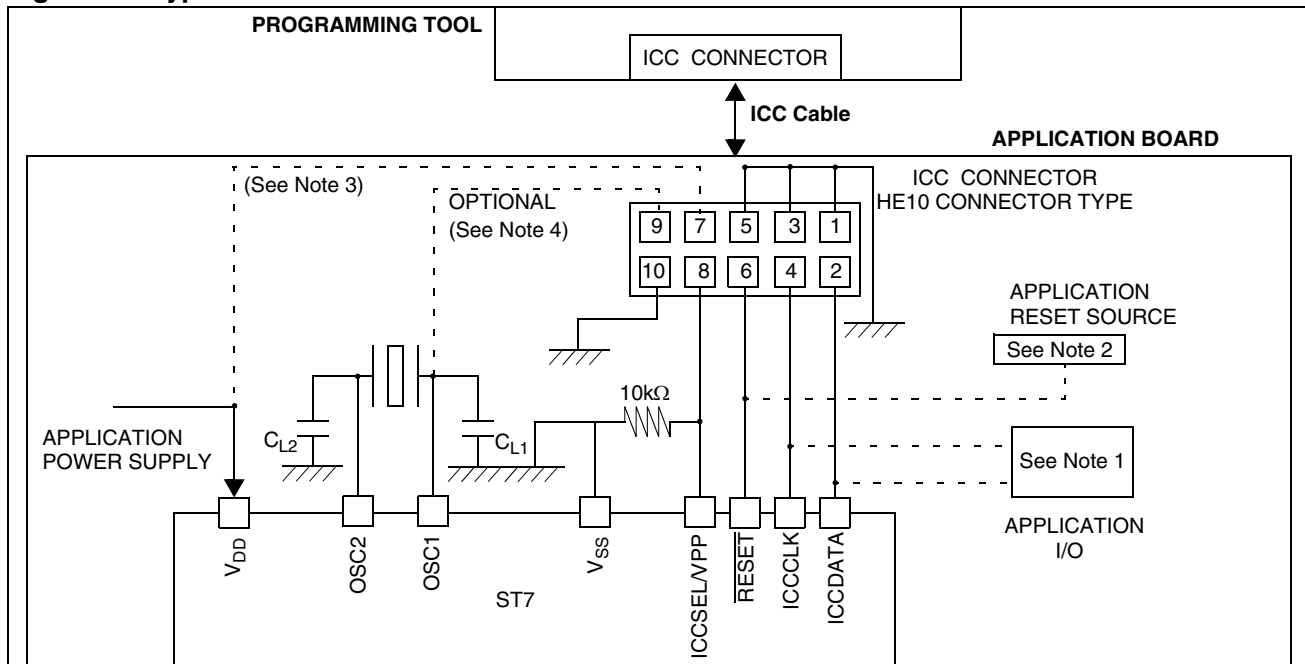 PROGRAMMING TOOL
ICC CONNECTOR
ICC Cable
APPLICATION BOARD
(See Note 3)
OPTIONAL
(See Note 4)
ICC CONNECTOR
HE10 CONNECTOR TYPE
9 7 5 3 1
10 8 6 4 2
APPLICATION
RESET SOURCE
See Note 2
10kΩ
APPLICATION
POWER SUPPLY
CL2
CL1
See Note 1
APPLICATION
I/O
VDD
OSC2
OSC1
VSS
ICCSEL/VPP
RESET
ICCCLK
ICCDATA
ST7